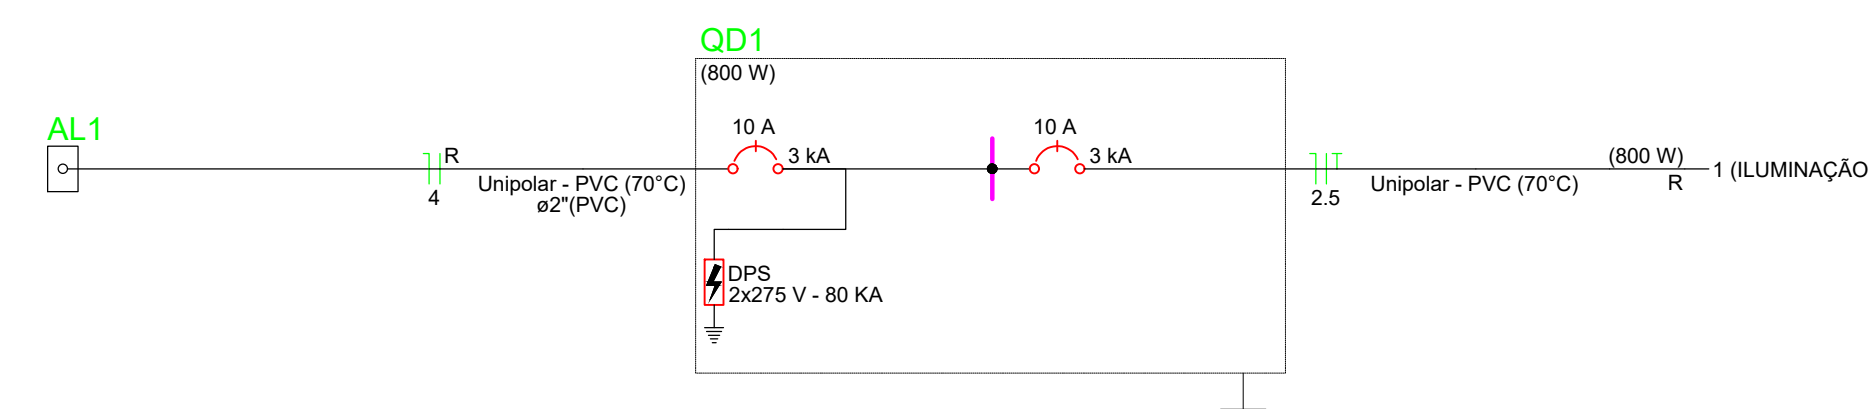 QD1
(800 W)
AL1
10 A
10 A
R
3 kA
3 kA
(800 W)
1 (ILUMINAÇÃO
Unipolar - PVC (70°C)
Unipolar - PVC (70°C)
R
4
ø2"(PVC)
2.5
DPS
2x275 V - 80 KA